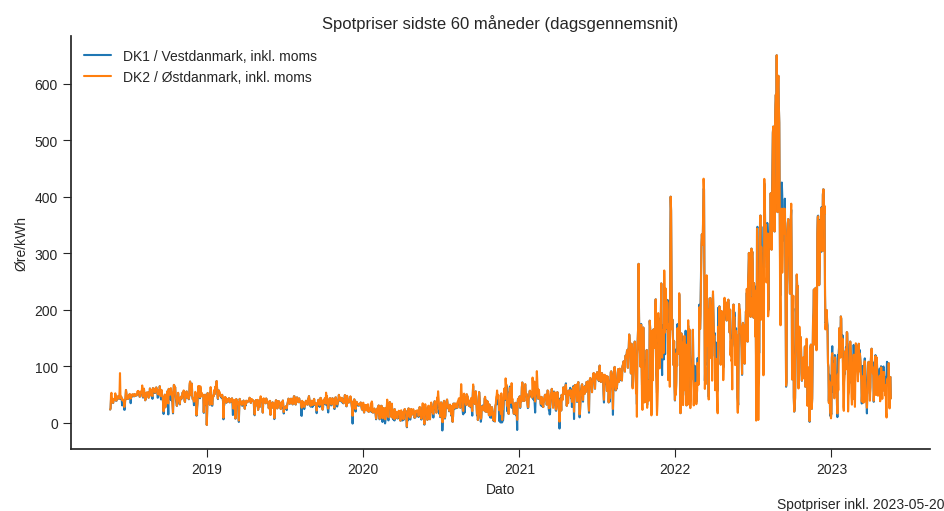 Spotpriser sidste 60 måneder (dagsgennemsnit)
DK1 / Vestdanmark, inkl. moms
DK2 / Østdanmark, inkl. moms
Øre/kWh
600
500
400
300
200
100
0
2019 2020 2021 2022 2023
Dato
Spotpriser inkl. 2023-05-20